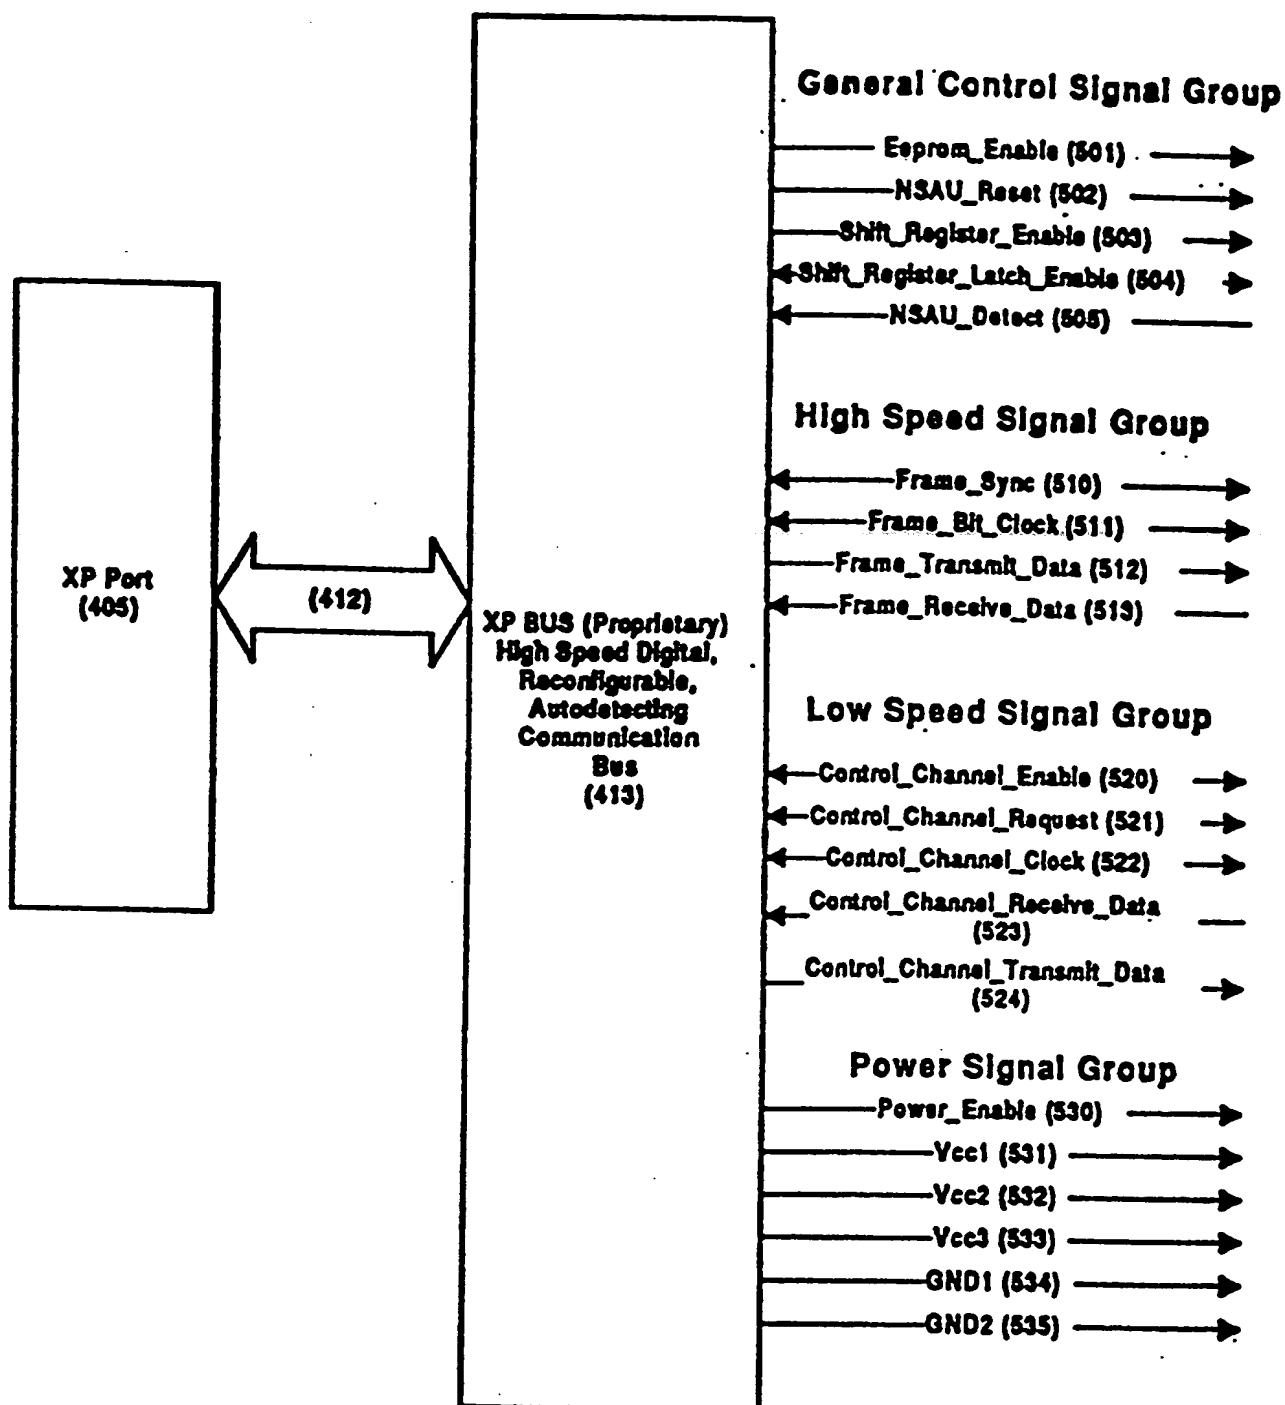 General Control Signal Group
Eeprom_Enable (501)
NSAU_Reset (502)
Shift_Register_Enable (503)
Shift_Register_Latch_Enable (504)
NSAU_Detect (505)
High Speed Signal Group
Frame_Sync (510)
Frame_Bit_Clock (511)
Frame_Transmit_Data (512)
Frame_Receive_Data (513)
XP Port
(405)
(412)
XP BUS (Proprietary)
High Speed Digital,
Reconfigurable,
Autodetecting
Communication
Bus
(413)
Low Speed Signal Group
Control_Channel_Enable (520)
Control_Channel_Request (521)
Control_Channel_Clock (522)
Control_Channel_Receive_Data
(523)
Control_Channel_Transmit_Data
(524)
Power Signal Group
Power_Enable (530)
Vcc1 (531)
Vcc2 (532)
Vcc3 (533)
GND1 (534)
GND2 (535)